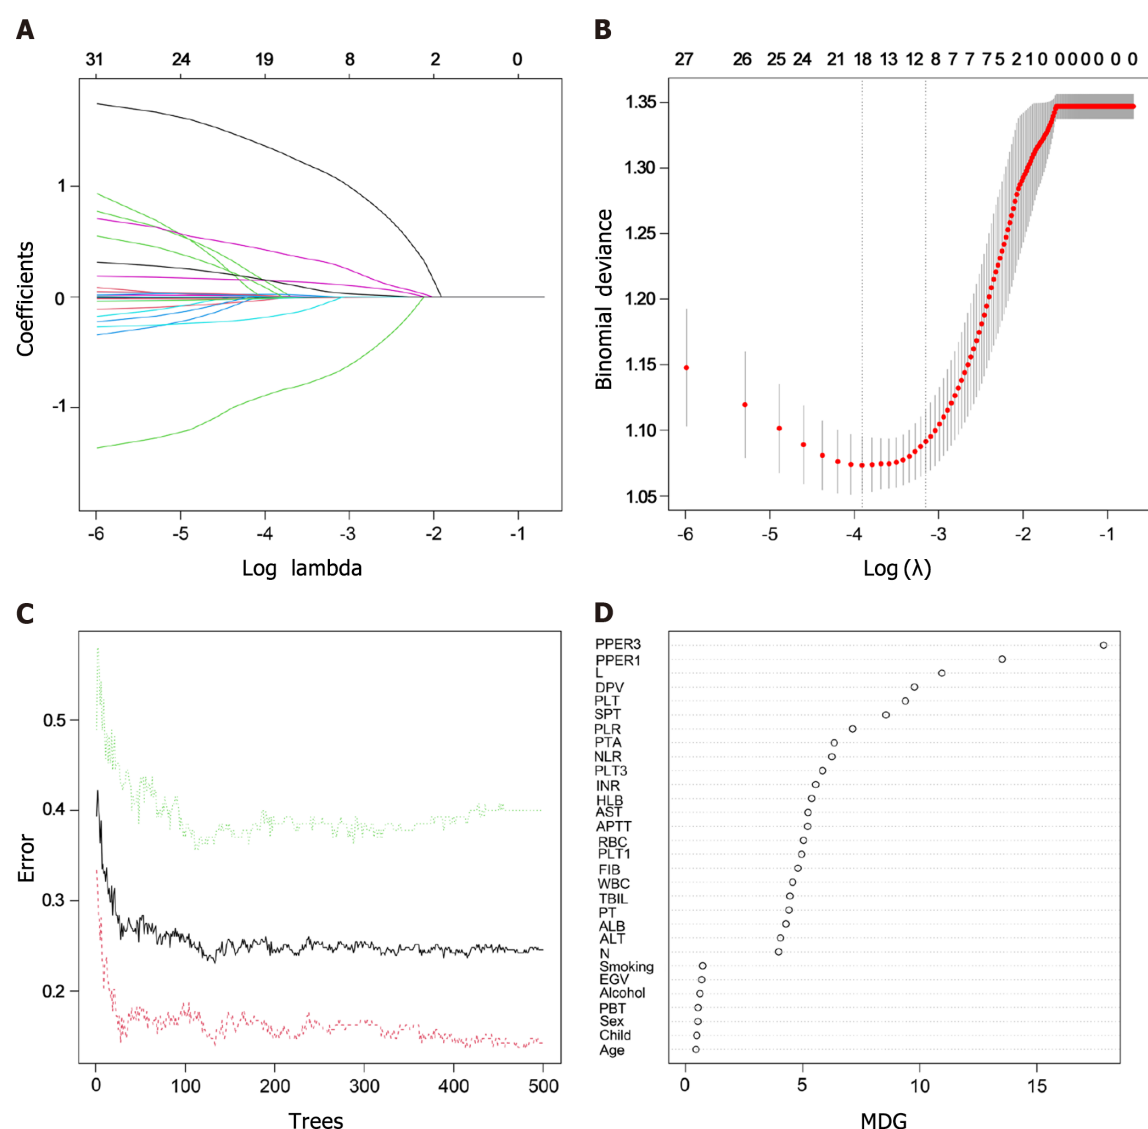 A
31 24 19 8 2 0
1
0
-1
Coefficients
-6 -5 -4 -3 -2 -1
Log lambda
B
27 26 25 24 21 18 13 12 8 7 7 7 5 2 1 0 0 0 0 0 0 0
1.35
1.30
1.25
1.20
1.15
1.10
1.05
Binomial deviance
-6 -5 -4 -3 -2 -1
Log (λ)
C
0.5
0.4
0.3
0.2
Error
0 100 200 300 400 500
Trees
D
PPER3
PPER1
L
DPV
PLT
SPT
PLR
PTA
NLR
PLT3
INR
HLB
AST
APTT
RBC
PLT1
FIB
WBC
TBIL
PT
ALB
ALT
N
Smoking
EGV
Alcohol
PBT
Sex
Child
Age
0 5 10 15
MDG